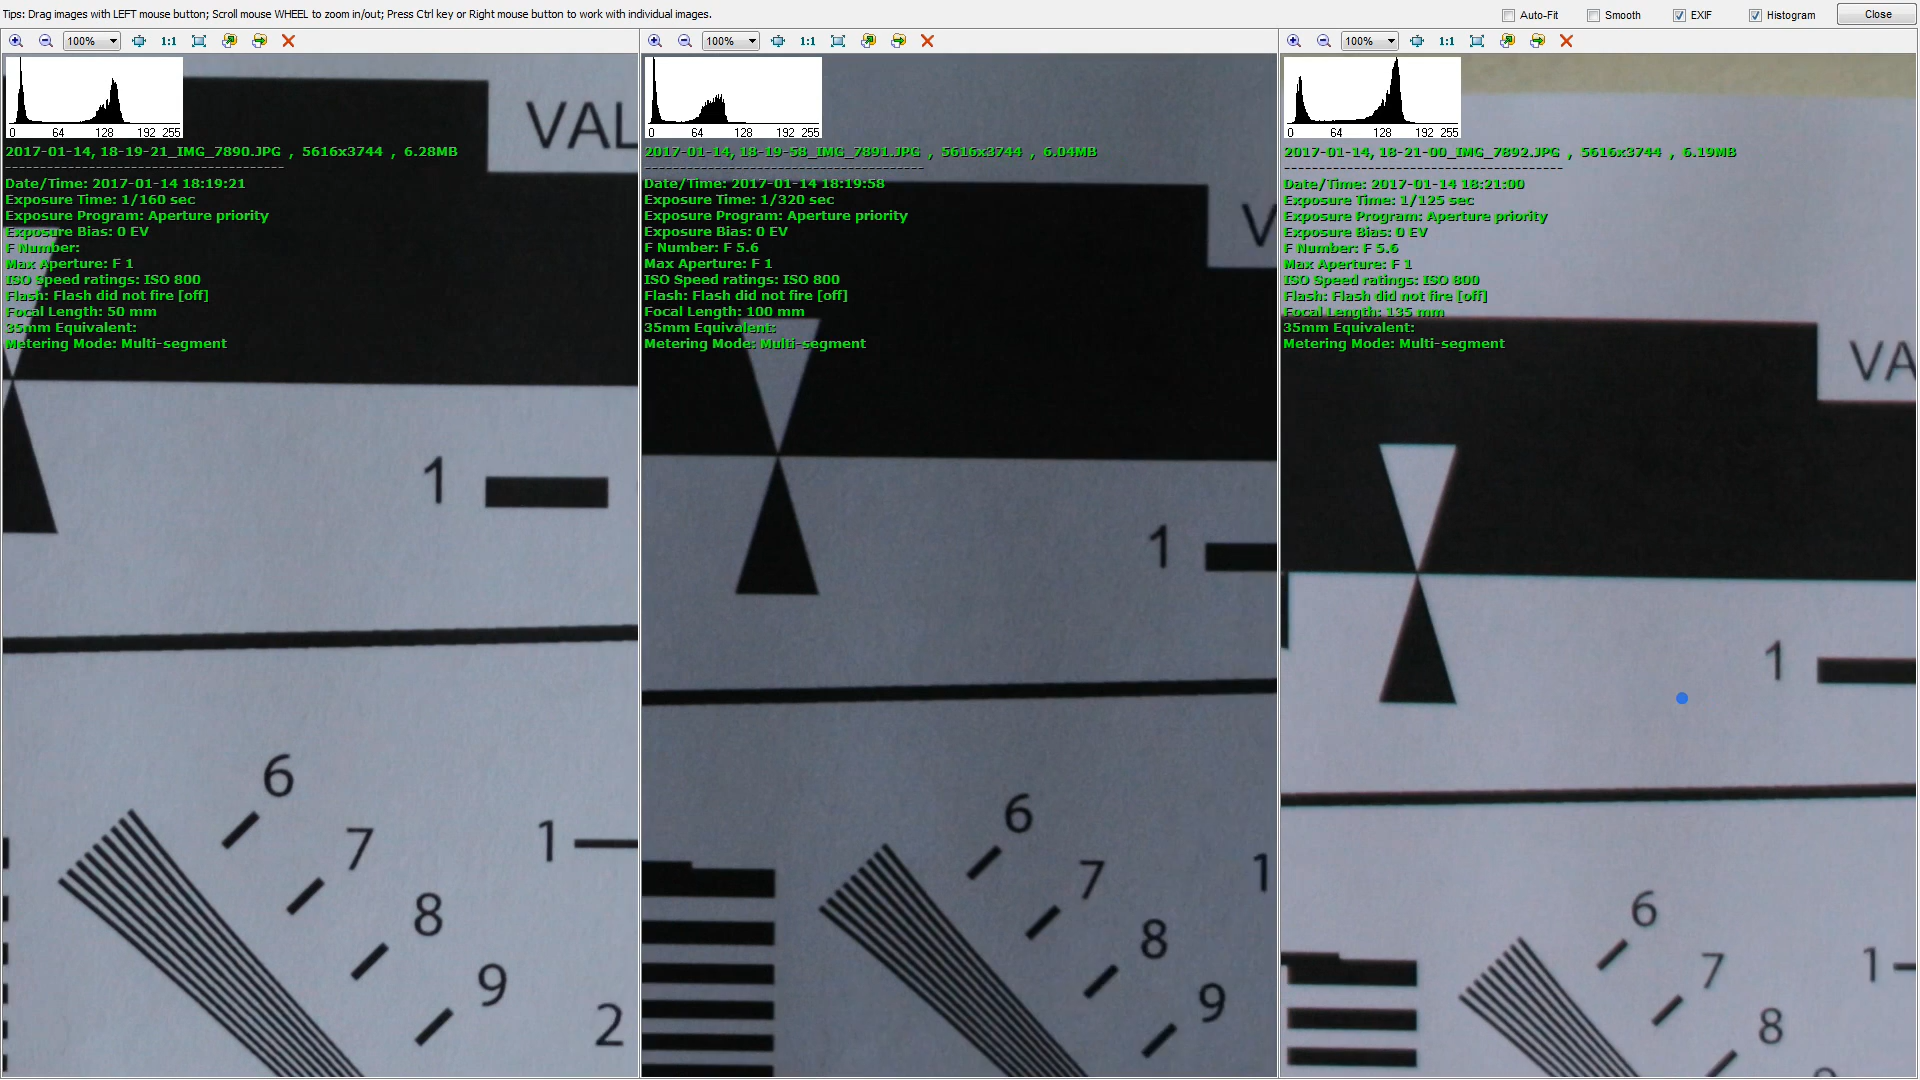 Tips: Drag images with LEFT mouse button; Scroll mouse WHEEL to zoom in/out; Press Ctrl key or Right mouse button to work with individual images.
Auto-Fit Smooth EXIF Histogram Close
100% 1:1
100% 1:1
100% 1:1
0 64 128 192 255
VAL
2017-01-14, 18-19-21_IMG_7890.JPG , 5616x3744 , 6.28MB
------------------------------------
Date/Time: 2017-01-14 18:19:21
Exposure Time: 1/160 sec
Exposure Program: Aperture priority
Exposure Bias: 0 EV
F Number:
Max Aperture: F 1
ISO Speed ratings: ISO 800
Flash: Flash did not fire [off]
Focal Length: 50 mm
35mm Equivalent:
Metering Mode: Multi-segment
1
6
7
1
8
9
2
0 64 128 192 255
2017-01-14, 18-19-58_IMG_7891.JPG , 5616x3744 , 6.04MB
------------------------------------
Date/Time: 2017-01-14 18:19:58
Exposure Time: 1/320 sec
Exposure Program: Aperture priority
V
Exposure Bias: 0 EV
F Number: F 5.6
Max Aperture: F 1
ISO Speed ratings: ISO 800
Flash: Flash did not fire [off]
Focal Length: 100 mm
35mm Equivalent:
Metering Mode: Multi-segment
1
6
7
1
8
9
0 64 128 192 255
2017-01-14, 18-21-00_IMG_7892.JPG , 5616x3744 , 6.19MB
------------------------------------
Date/Time: 2017-01-14 18:21:00
Exposure Time: 1/125 sec
Exposure Program: Aperture priority
Exposure Bias: 0 EV
F Number: F 5.6
Max Aperture: F 1
ISO Speed ratings: ISO 800
Flash: Flash did not fire [off]
Focal Length: 135 mm
35mm Equivalent:
Metering Mode: Multi-segment
VA
1
6
7
1
8